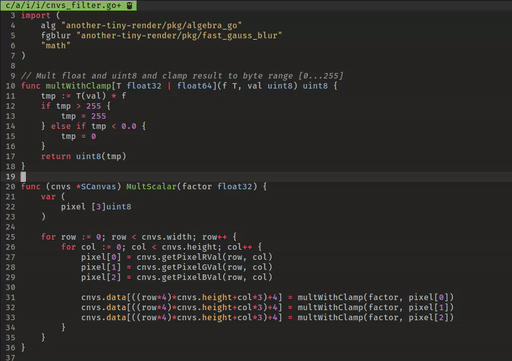 c/a/i/i/cnvs_filter.go+
3 import (
4     alg "another-tiny-render/pkg/algebra_go"
5     fgblur "another-tiny-render/pkg/fast_gauss_blur"
6     "math"
7 )
8
9 // Mult float and uint8 and clamp result to byte range [0...255]
10 func multWithClamp[T float32 | float64](f T, val uint8) uint8 {
11     tmp := T(val) * f
12     if tmp > 255 {
13         tmp = 255
14     } else if tmp < 0.0 {
15         tmp = 0
16     }
17     return uint8(tmp)
18 }
19
20 func (cnvs *SCanvas) MultScalar(factor float32) {
21     var (
22         pixel [3]uint8
23     )
24
25     for row := 0; row < cnvs.width; row++ {
26         for col := 0; col < cnvs.height; col++ {
27             pixel[0] = cnvs.getPixelRVal(row, col)
28             pixel[1] = cnvs.getPixelGVal(row, col)
29             pixel[2] = cnvs.getPixelBVal(row, col)
30
31             cnvs.data[((row*4)*cnvs.height+col*3)+4] = multWithClamp(factor, pixel[0])
32             cnvs.data[((row*4)*cnvs.height+col*3)+4] = multWithClamp(factor, pixel[1])
33             cnvs.data[((row*4)*cnvs.height+col*3)+4] = multWithClamp(factor, pixel[2])
34         }
35     }
36 }
37